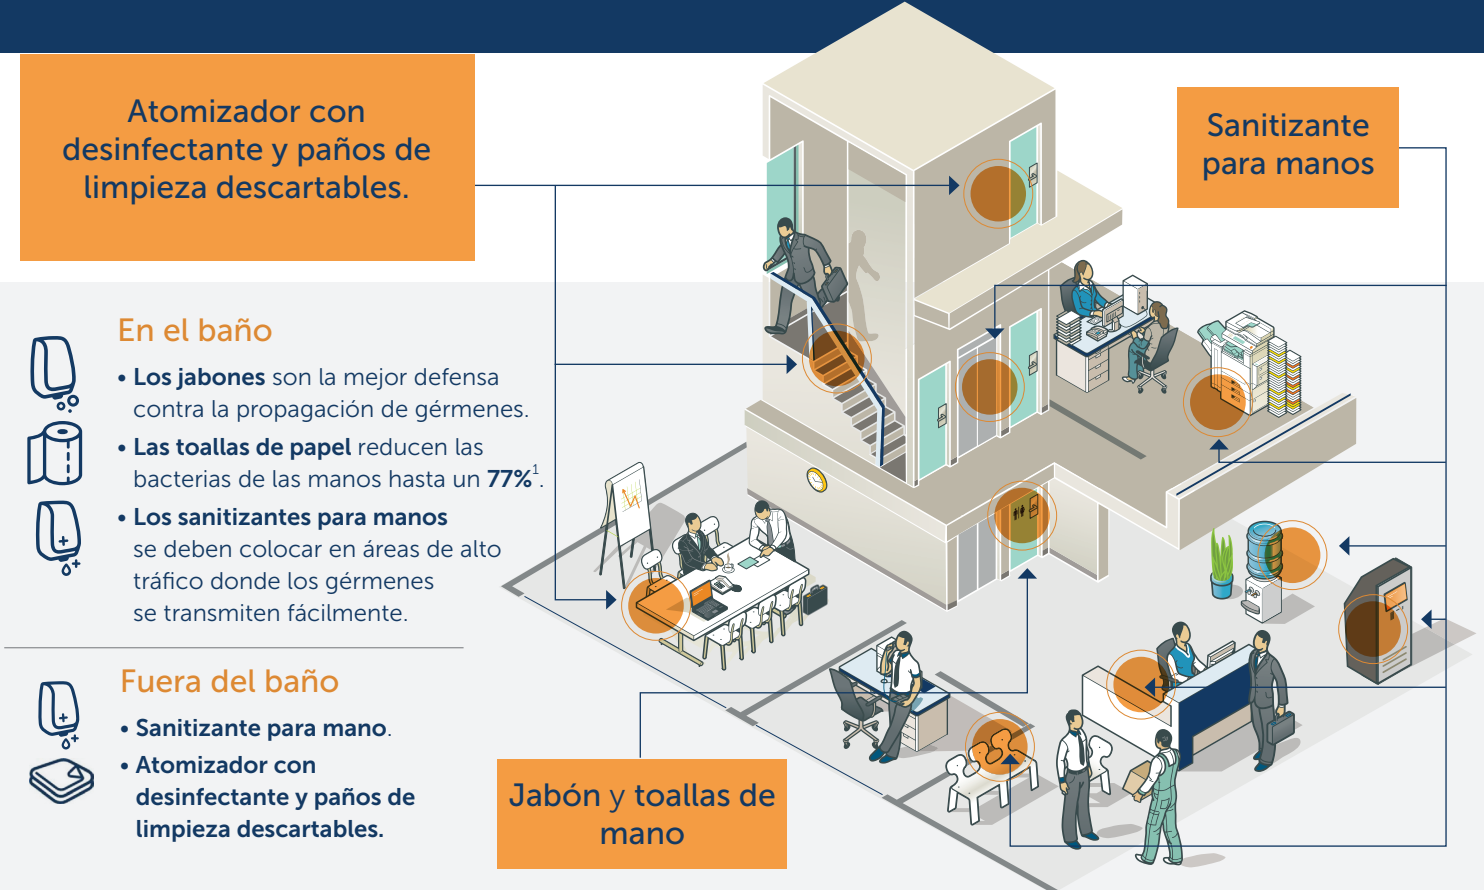 Atomizador con
desinfectante y paños de
limpieza descartables.
Sanitizante
para manos
En el baño
• Los jabones son la mejor defensa
contra la propagación de gérmenes.
• Las toallas de papel reducen las
bacterias de las manos hasta un 77%¹.
• Los sanitizantes para manos
se deben colocar en áreas de alto
tráfico donde los gérmenes
se transmiten fácilmente.
Fuera del baño
• Sanitizante para mano.
• Atomizador con
desinfectante y paños de
limpieza descartables.
Jabón y toallas de
mano